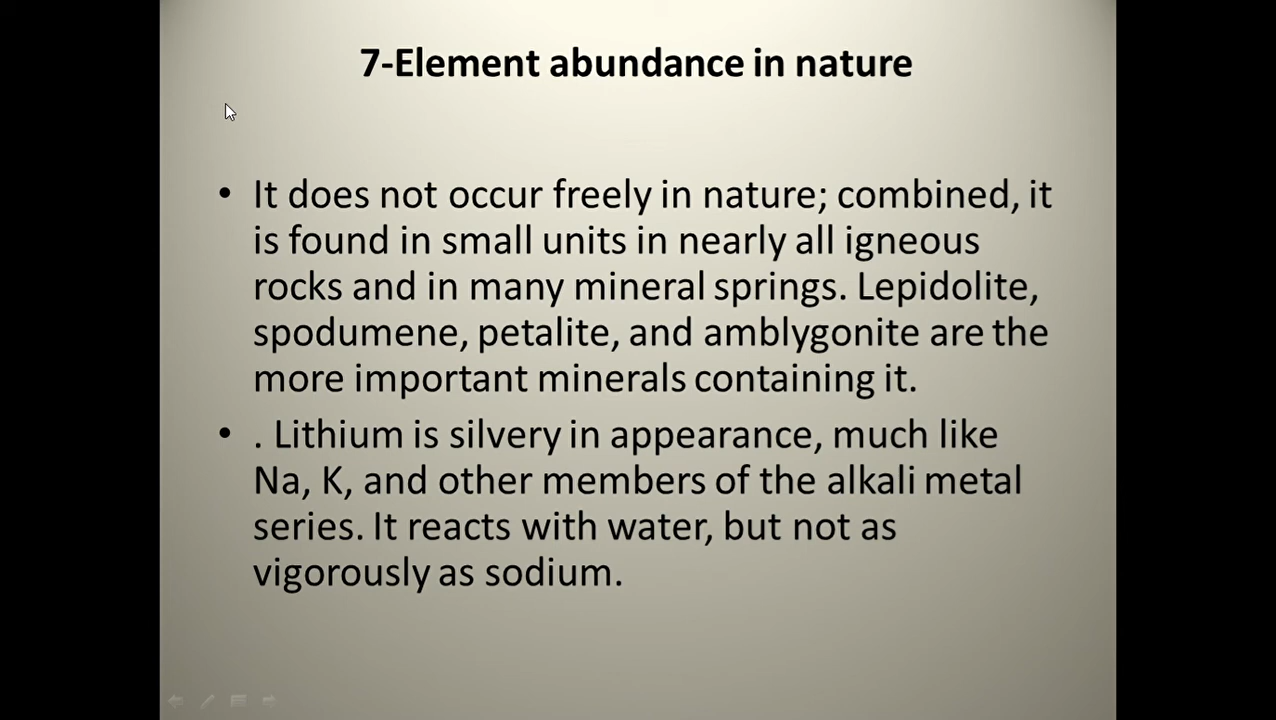 7-Element abundance in nature
• It does not occur freely in nature; combined, it
is found in small units in nearly all igneous
rocks and in many mineral springs. Lepidolite,
spodumene, petalite, and amblygonite are the
more important minerals containing it.
• . Lithium is silvery in appearance, much like
Na, K, and other members of the alkali metal
series. It reacts with water, but not as
vigorously as sodium.